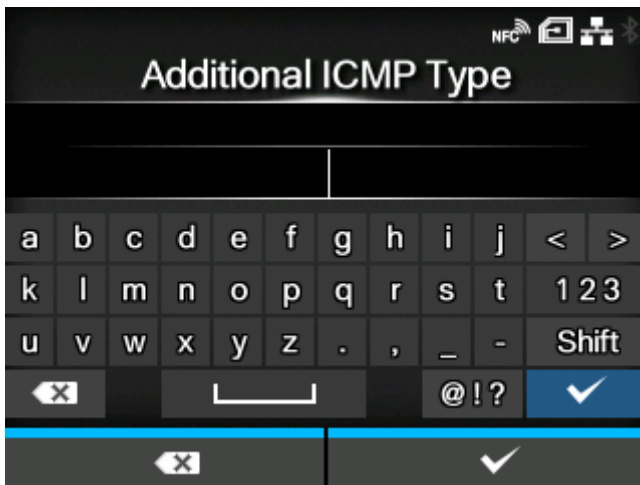 NFC
Additional ICMP Type
a b c d e f g h i j < >
k l m n o p q r s t 123
u v w x y z . , _ - Shift
@!?